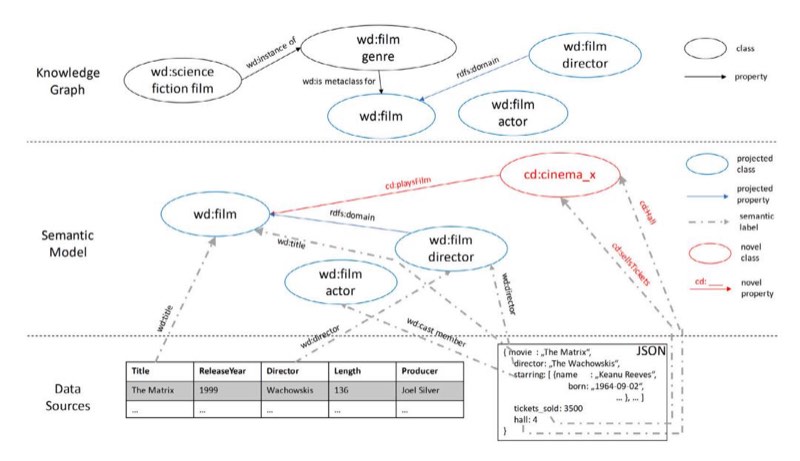 Knowledge
Graph
wd:science
fiction film
wd:instance of
wd:film
genre
wd:is metaclass for
wd:film
rdfs:domain
wd:film
director
wd:film
actor
class
property
Semantic
Model
wd:film
cd:playsFilm
cd:cinema_x
rdfs:domain
wd:title
wd:film
director
wd:film
actor
wd:title
wd:director
wd:cast member
wd:director
cd:sellsTickets
cd:Hall
projected
class
projected
property
semantic
label
novel
class
cd: ___
novel
property
Data
Sources
Title ReleaseYear Director Length Producer
The Matrix 1999 Wachowskis 136 Joel Silver
... ... ... ... ...
JSON
{movie : „The Matrix",
director: „The Wachowskis",
starring: [ {name : „Keanu Reeves",
born: „1964-09-02",
... }, ... ]
tickets_sold: 3500
hall: 4
}